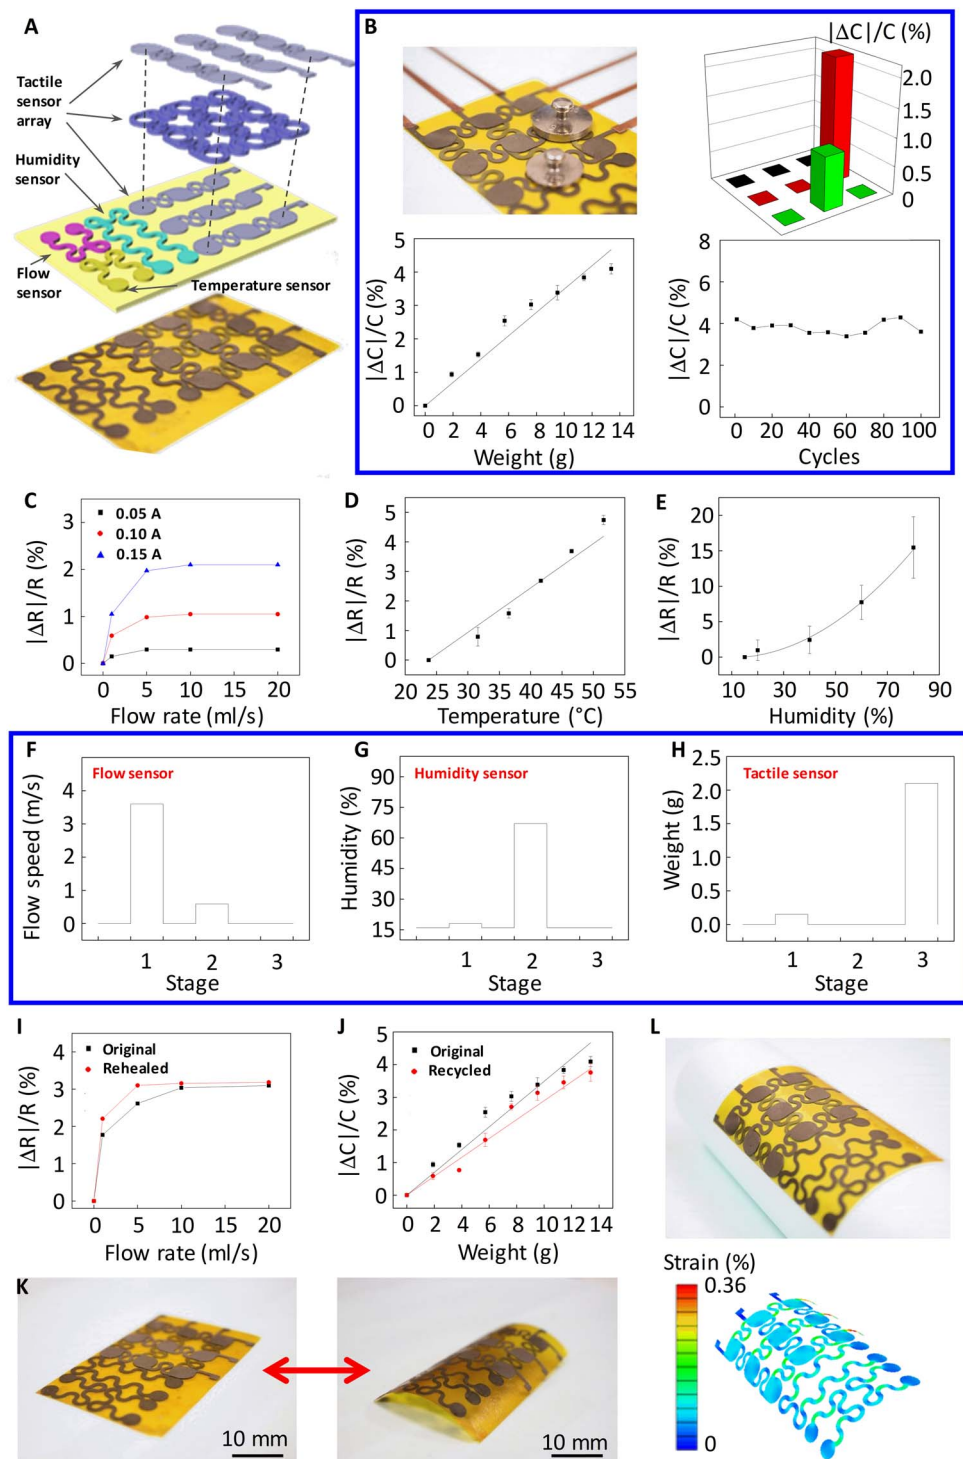 A
Tactile
sensor
array
Humidity
sensor
Flow
sensor
Temperature sensor
B
|ΔC|/C (%)
2.0
1.5
1.0
0.5
0
|ΔC|/C (%)
5
4
3
2
1
0
0 2 4 6 8 10 12 14
Weight (g)
|ΔC|/C (%)
8
6
4
2
0
0 20 40 60 80 100
Cycles
C
|ΔR|/R (%)
3
2
1
0
0.05 A
0.10 A
0.15 A
0 5 10 15 20
Flow rate (ml/s)
D
|ΔR|/R (%)
5
4
3
2
1
0
20 25 30 35 40 45 50 55
Temperature (°C)
E
|ΔR|/R (%)
20
15
10
5
0
10 30 50 70 90
Humidity (%)
F
Flow sensor
Flow speed (m/s)
4
3
2
1
0
1 2 3
Stage
G
Humidity sensor
Humidity (%)
90
75
60
45
30
15
1 2 3
Stage
H
Tactile sensor
Weight (g)
2.5
2.0
1.5
1.0
0.5
0.0
1 2 3
Stage
I
Original
Rehealed
|ΔR|/R (%)
4
3
2
1
0
0 5 10 15 20
Flow rate (ml/s)
J
Original
Recycled
|ΔC|/C (%)
5
4
3
2
1
0
0 2 4 6 8 10 12 14
Weight (g)
K
10 mm
10 mm
L
Strain (%)
0.36
0